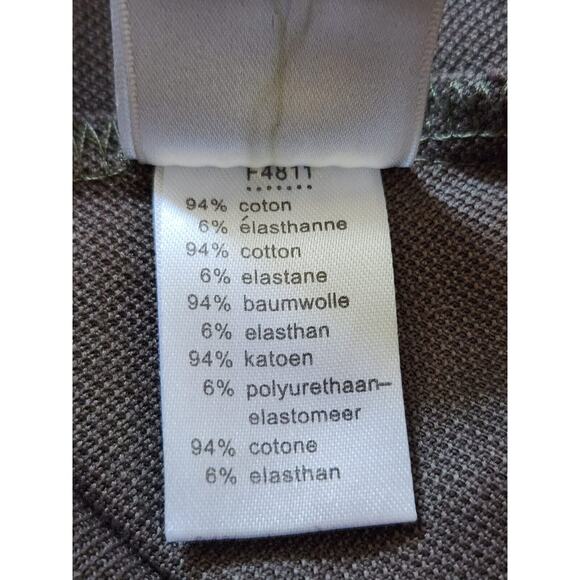 F4811
94% coton
6% élasthanne
94% cotton
6% elastane
94% baumwolle
6% elasthan
94% katoen
6% polyurethaan-
elastomeer
94% cotone
6% elasthan